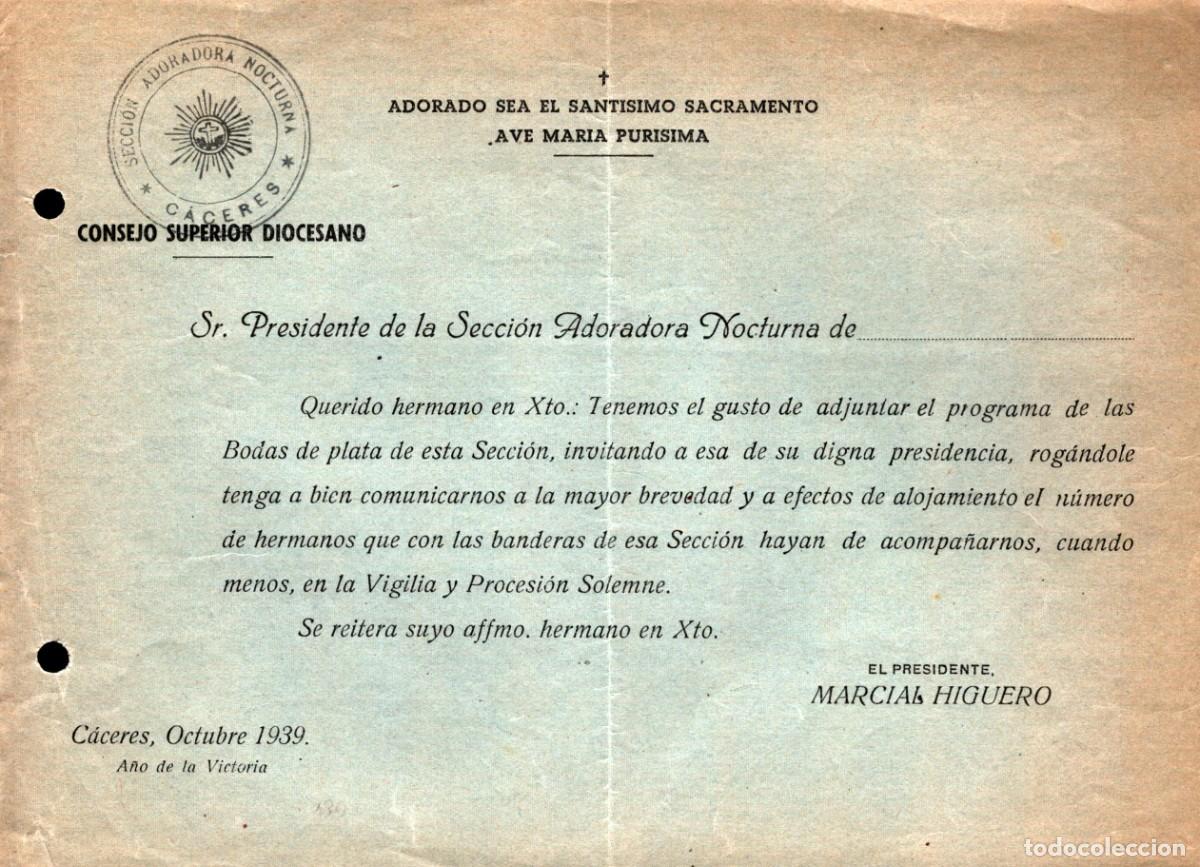 SECCIÓN ADORADORA NOCTURNA
CÁCERES
✝
ADORADO SEA EL SANTISIMO SACRAMENTO
AVE MARIA PURISIMA
CONSEJO SUPERIOR DIOCESANO
Sr. Presidente de la Sección Adoradora Nocturna de
Querido hermano en Xto.: Tenemos el gusto de adjuntar el programa de las
Bodas de plata de esta Sección, invitando a esa de su digna presidencia, rogándole
tenga a bien comunicarnos a la mayor brevedad y a efectos de alojamiento el número
de hermanos que con las banderas de esa Sección hayan de acompañarnos, cuando
menos, en la Vigilia y Procesión Solemne.
Se reitera suyo affmo. hermano en Xto.
EL PRESIDENTE,
MARCIAL HIGUERO
Cáceres, Octubre 1939.
Año de la Victoria
todocoleccion